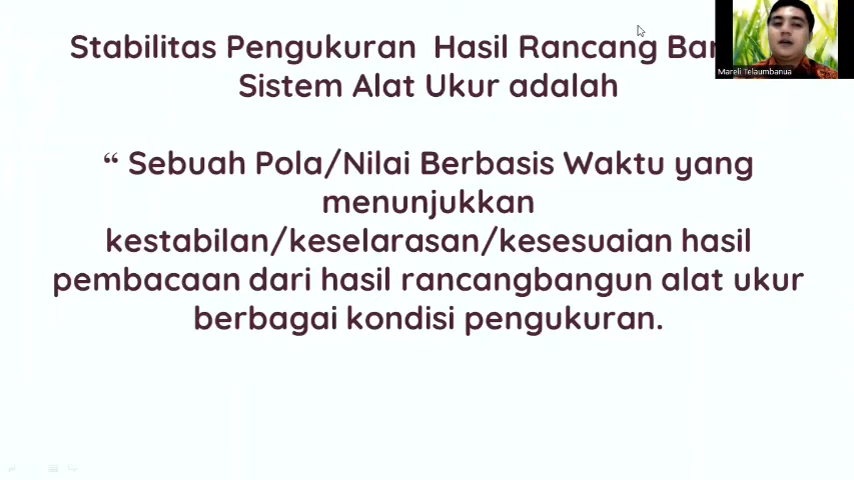 Stabilitas Pengukuran Hasil Rancang
Sistem Alat Ukur adalah
“ Sebuah Pola/Nilai Berbasis Waktu yang
menunjukkan
kestabilan/keselarasan/kesesuaian hasil
pembacaan dari hasil rancangbangun alat ukur
berbagai kondisi pengukuran.
Mareli Telaumbanua